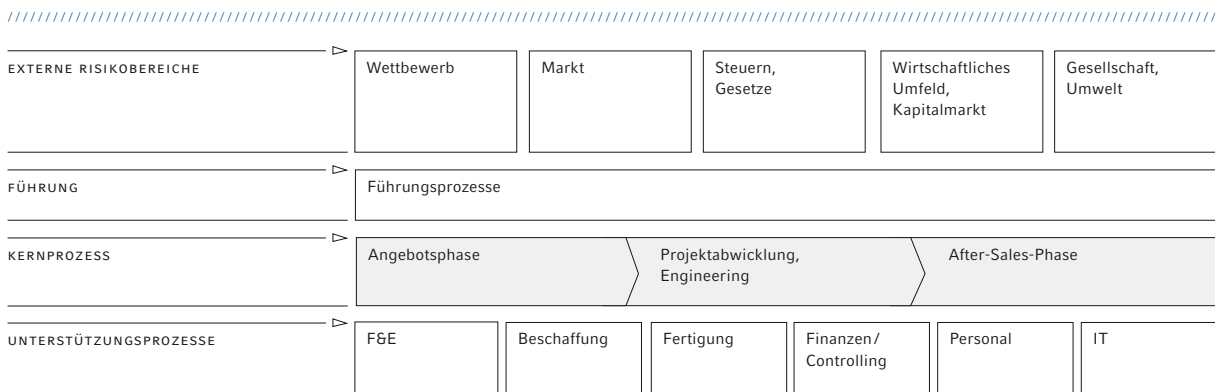 EXTERNE RISIKOBEREICHE
Wettbewerb
Markt
Steuern,
Gesetze
Wirtschaftliches
Umfeld,
Kapitalmarkt
Gesellschaft,
Umwelt
FÜHRUNG
Führungsprozesse
KERNPROZESS
Angebotsphase
Projektabwicklung,
Engineering
After-Sales-Phase
UNTERSTÜTZUNGSPROZESSE
F&E
Beschaffung
Fertigung
Finanzen/
Controlling
Personal
IT